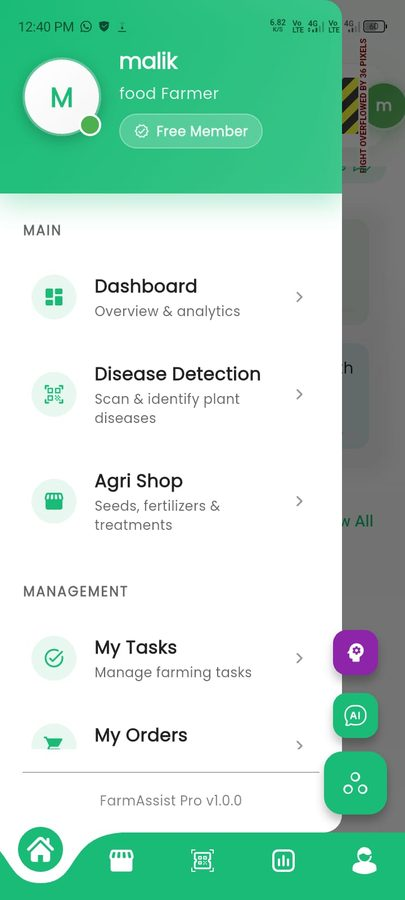 12:40 PM
6.82 K/S Vo LTE 4G Vo LTE 4G 60
malik
M
food Farmer
Free Member
RIGHT OVERFLOWED BY 36 PIXELS
m
MAIN
Dashboard
Overview & analytics
Disease Detection
Scan & identify plant
diseases
Agri Shop
Seeds, fertilizers &
treatments
w All
MANAGEMENT
My Tasks
Manage farming tasks
My Orders
AI
FarmAssist Pro v1.0.0